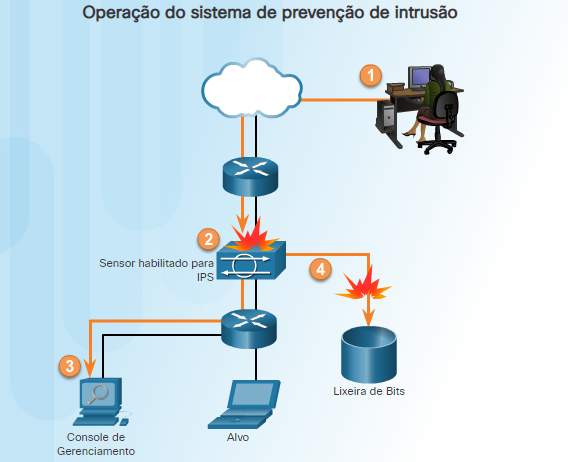 Operação do sistema de prevenção de intrusão
1
2
Sensor habilitado para
IPS
4
3
Lixeira de Bits
Console de
Gerenciamento
Alvo